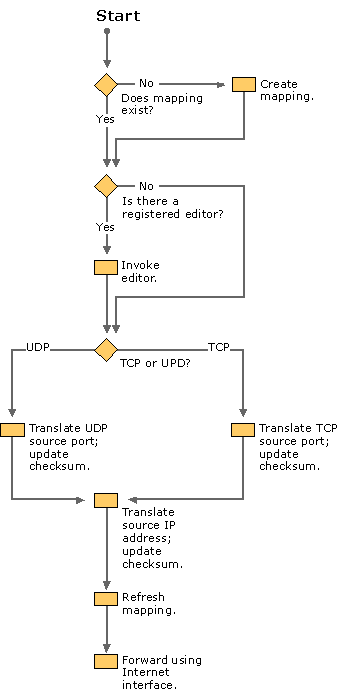 Start
No
Does mapping
exist?
Create
mapping.
Yes
No
Is there a
registered editor?
Yes
Invoke
editor.
UDP
TCP
TCP or UPD?
Translate UDP
source port;
update
checksum.
Translate TCP
source port;
update
checksum.
Translate
source IP
address;
update
checksum.
Refresh
mapping.
Forward using
Internet
interface.